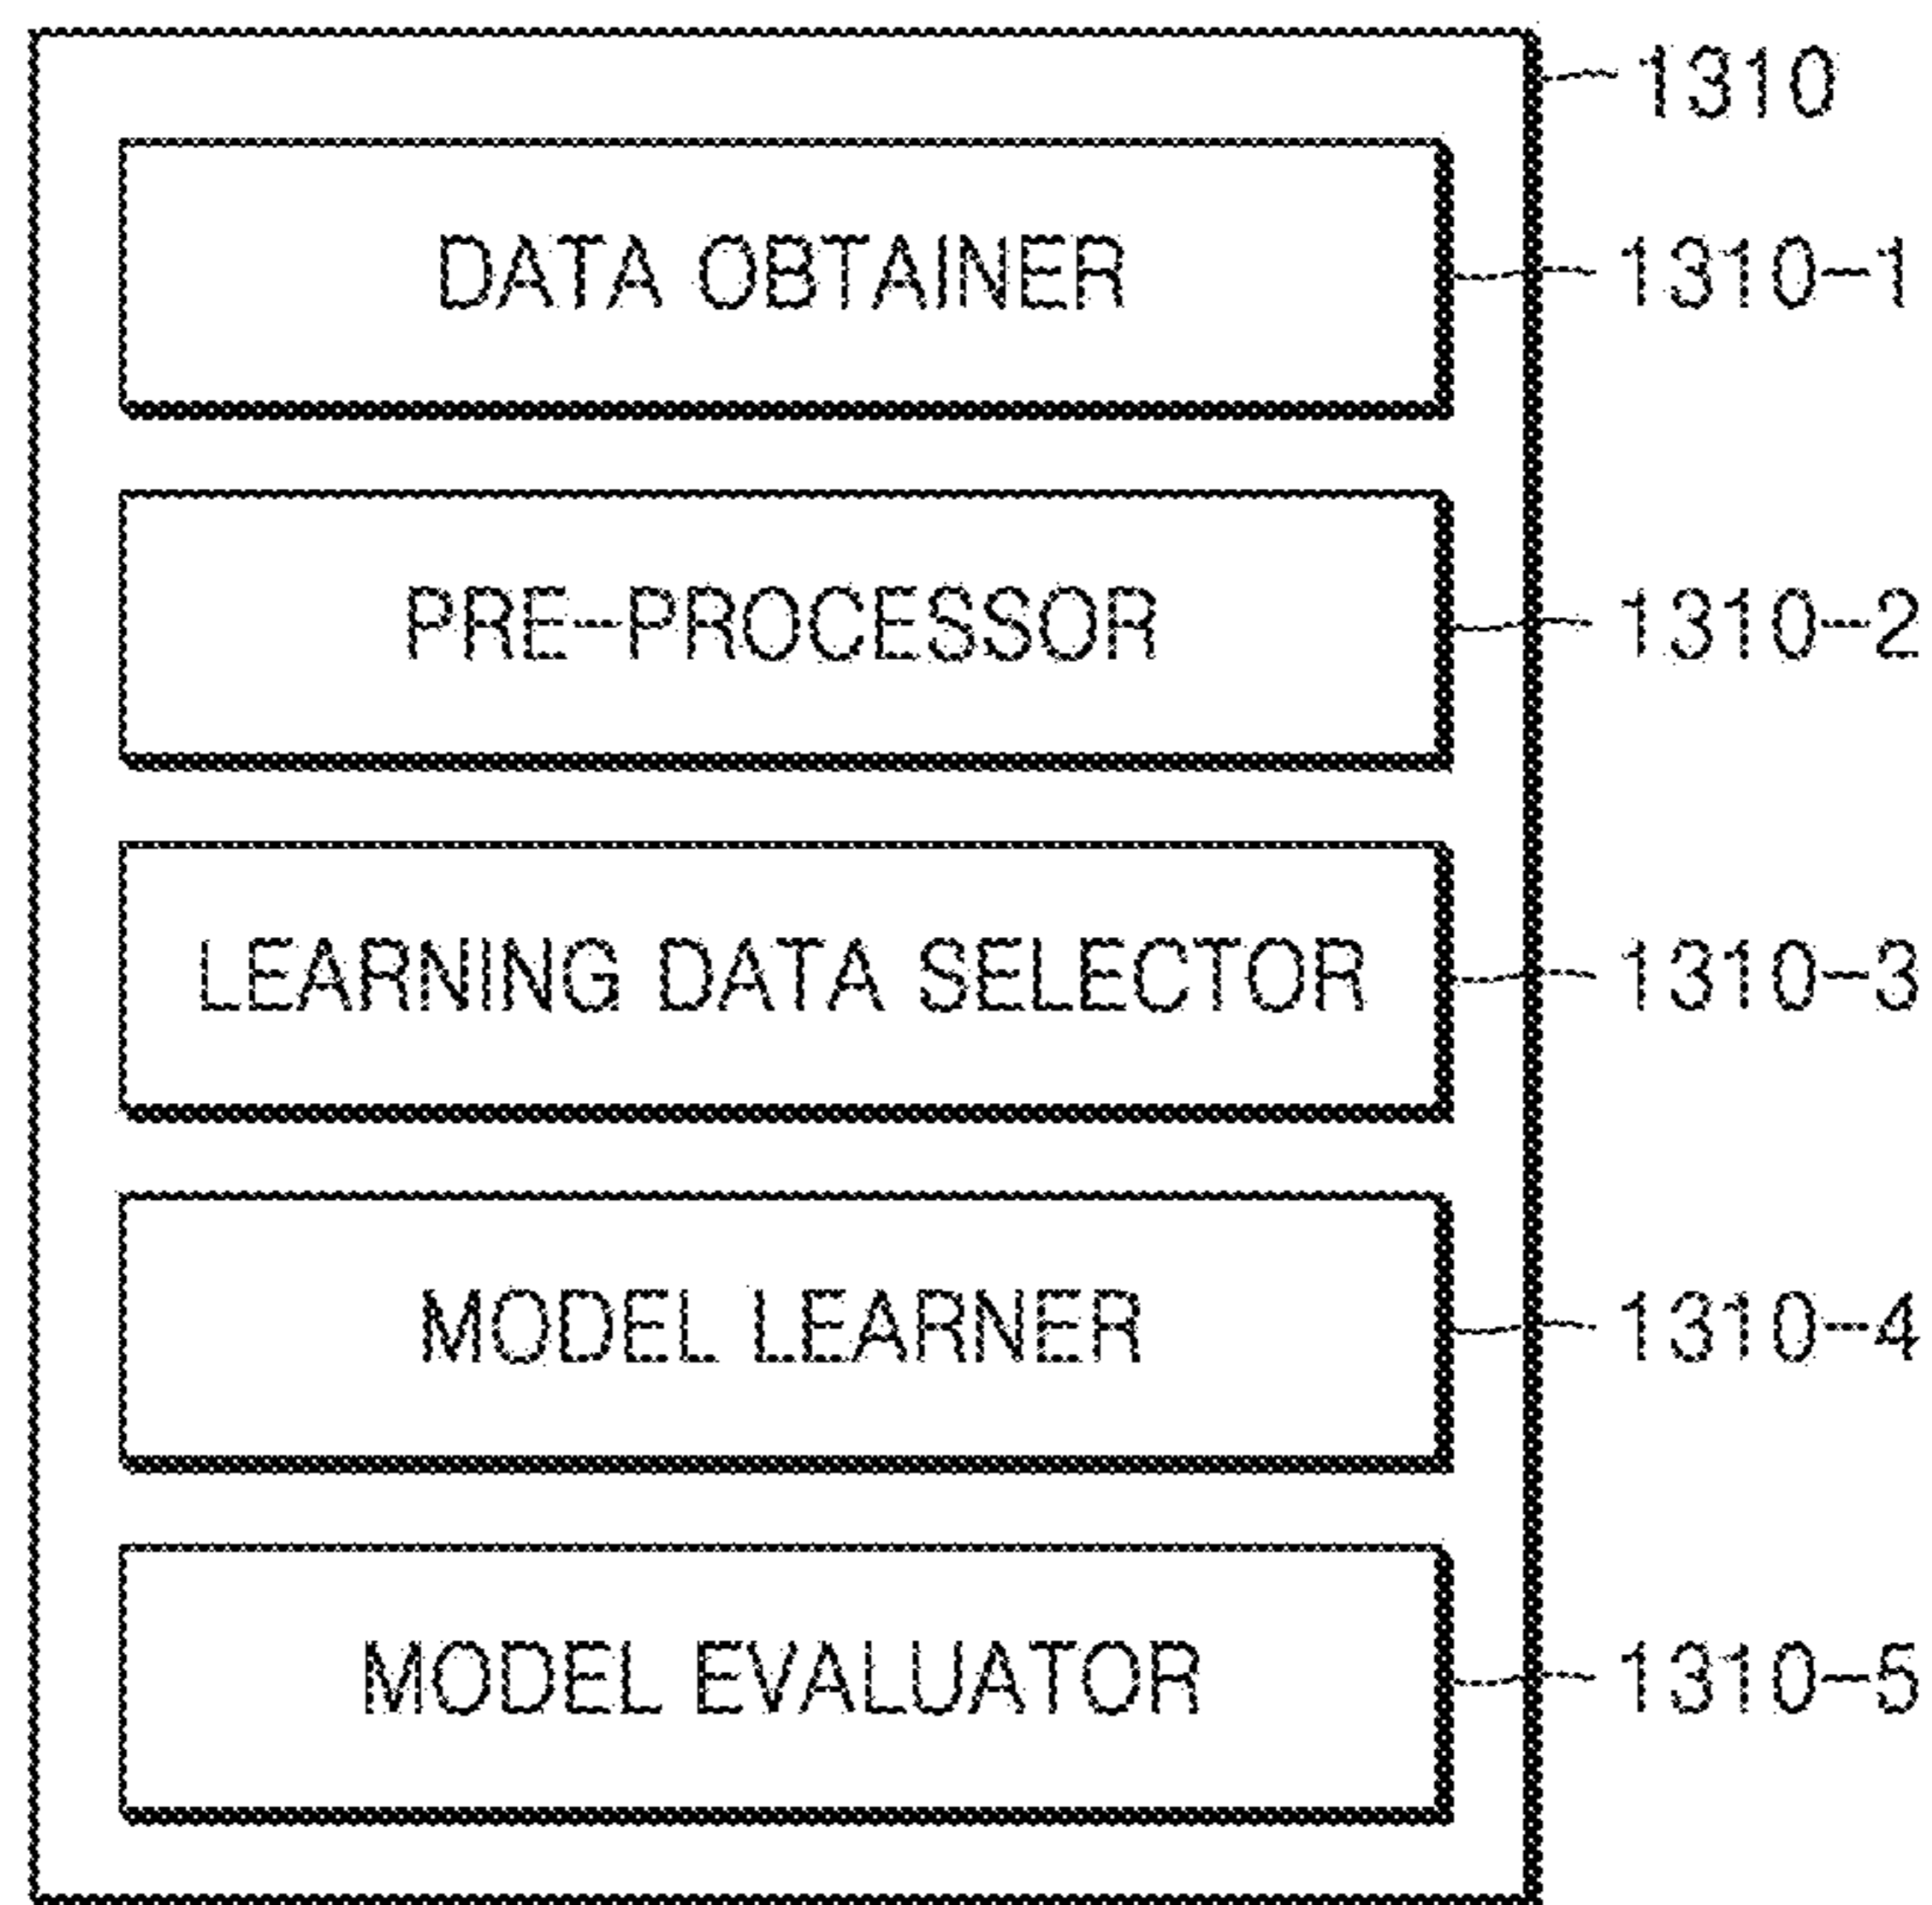 1310
DATA OBTAINER 1310-1
PRE-PROCESSOR 1310-2
LEARNING DATA SELECTOR 1310-3
MODEL LEARNER 1310-4
MODEL EVALUATOR 1310-5